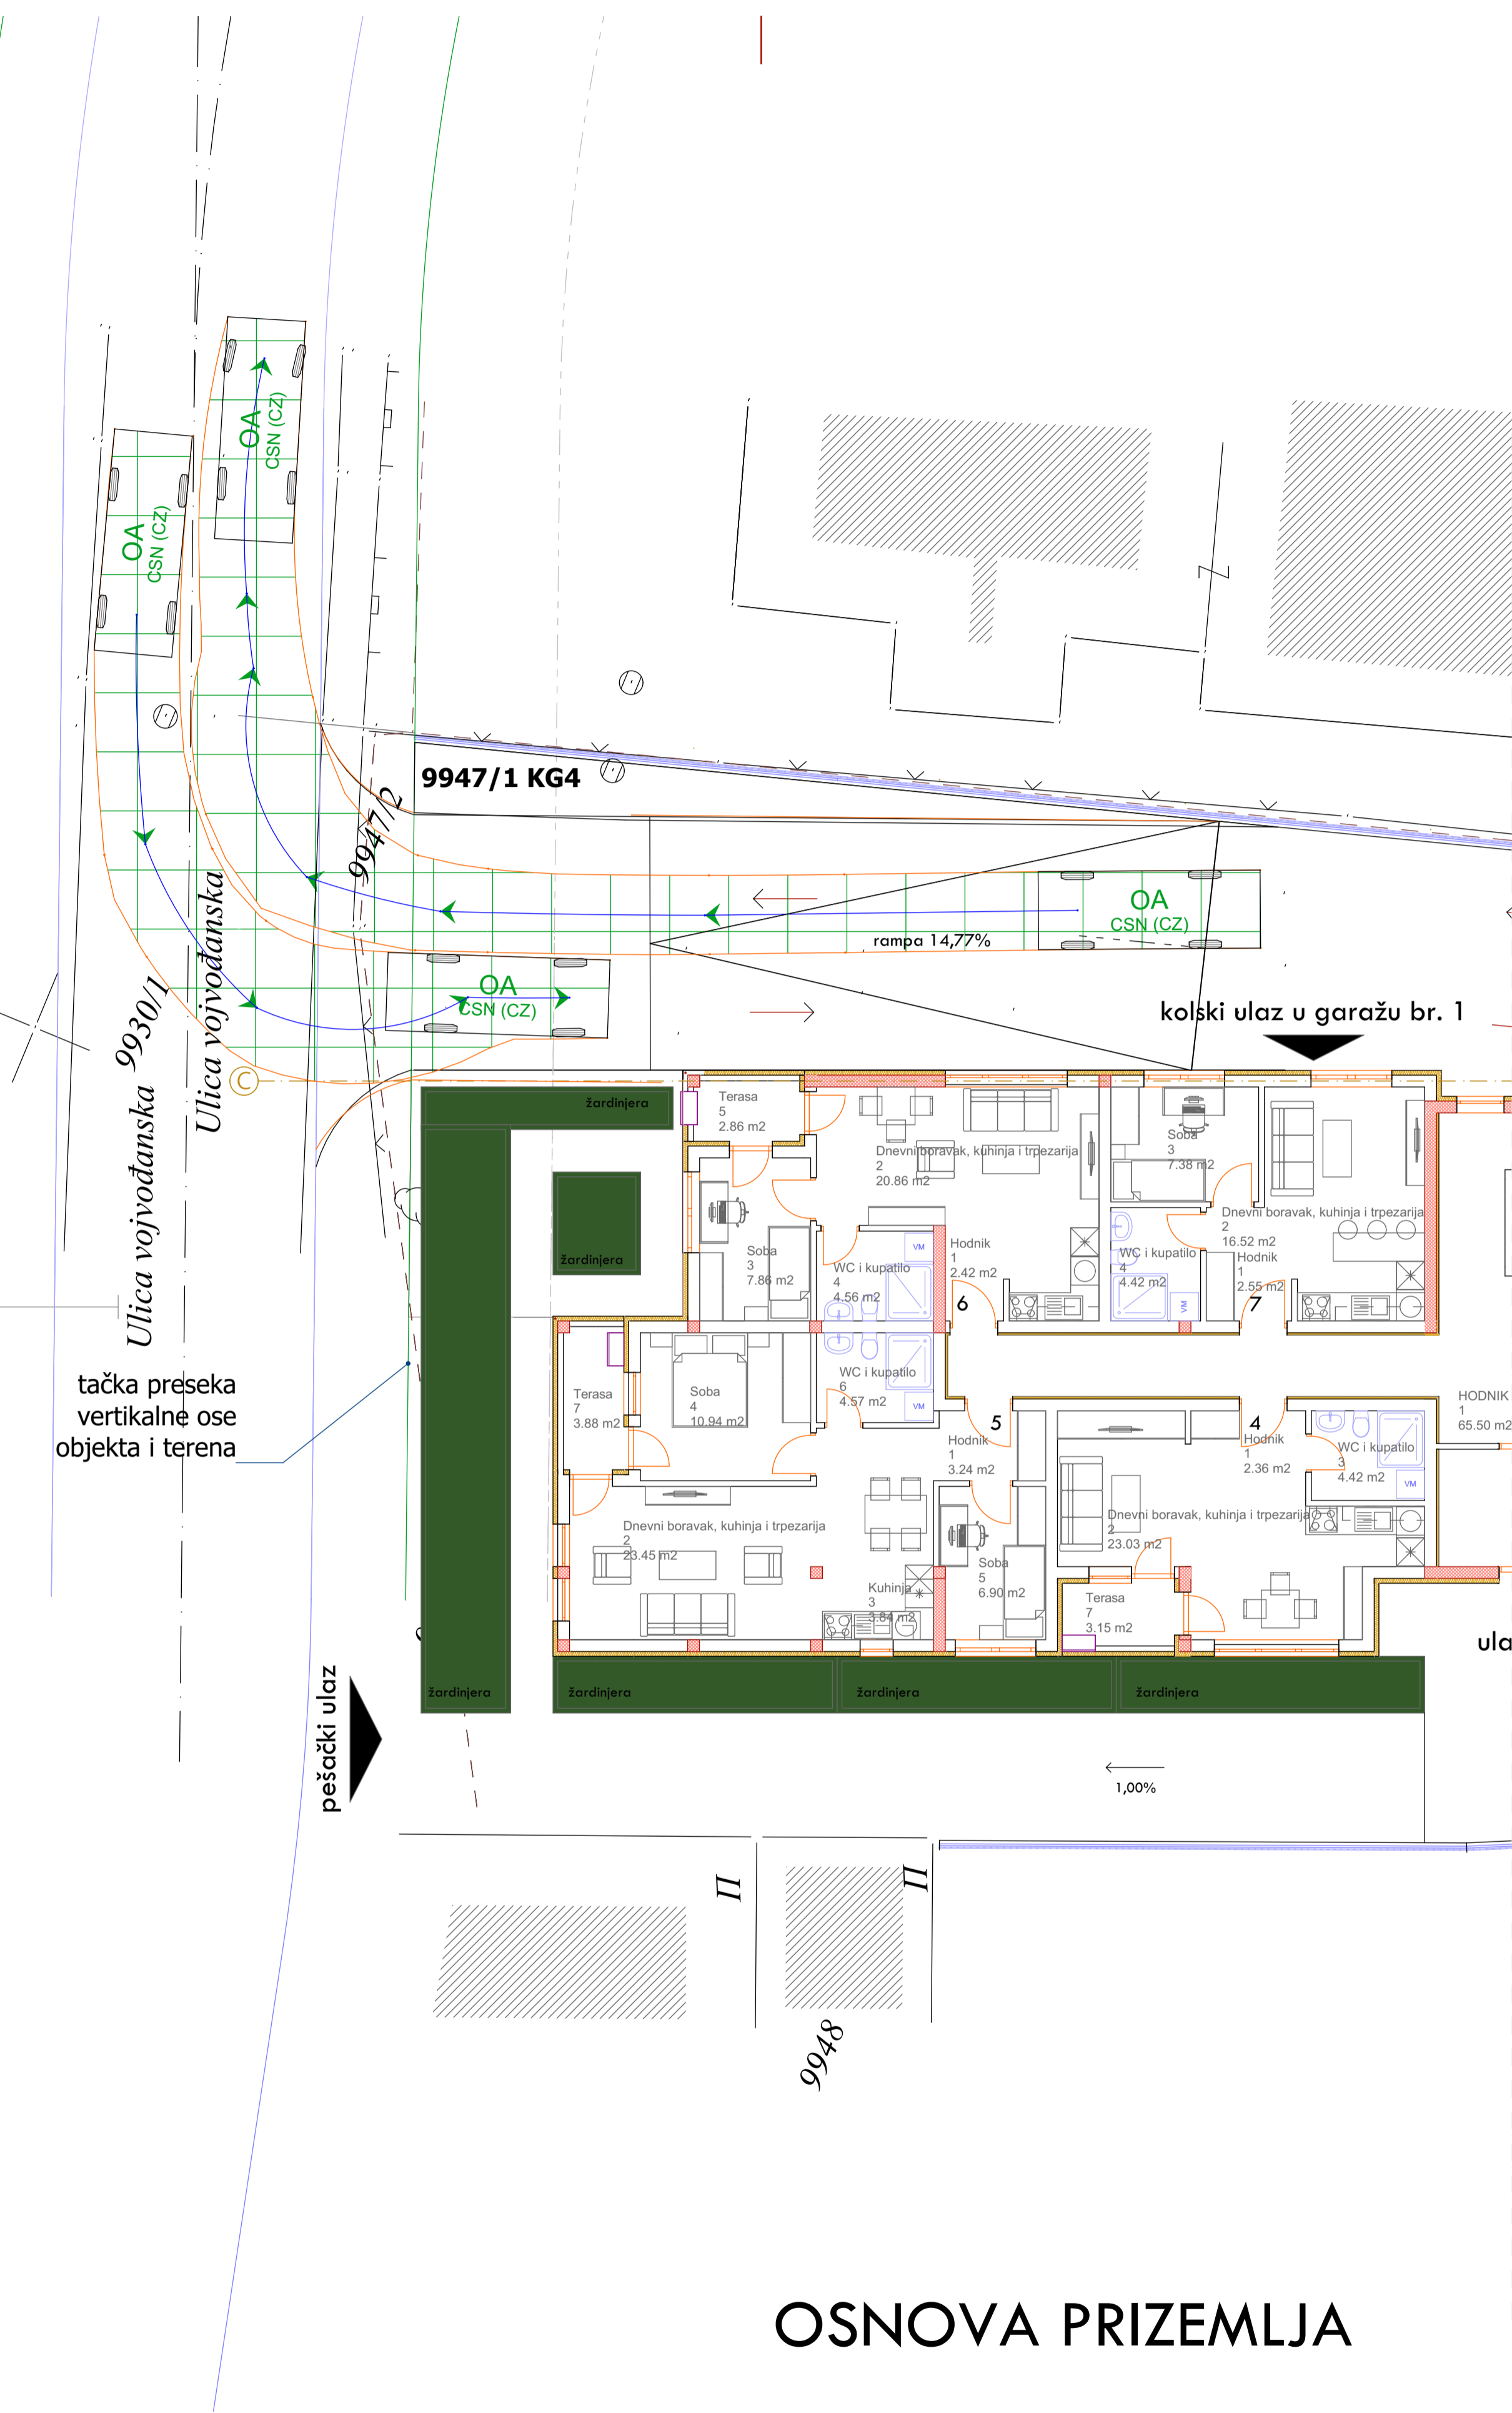 OA
CSN (CZ)
OA
CSN (CZ)
9947/1 KG4
9947/2
OA
CSN (CZ)
rampa 14,77%
OA
CSN (CZ)
kolski ulaz u garažu br. 1
9930/1
Ulica vojvođanska
Ulica vojvođanska
C
žardinjera
Terasa
5
2.86 m2
Dnevni boravak, kuhinja i trpezarija
2
20.86 m2
Soba
3
7.38 m2
Dnevni boravak, kuhinja i trpezarija
2
16.52 m2
žardinjera
Soba
3
7.86 m2
VM
WC i kupatilo
4
4.56 m2
Hodnik
1
2.42 m2
6
WC i kupatilo
4
4.42 m2
VM
Hodnik
1
2.55 m2
7
tačka preseka
vertikalne ose
objekta i terena
Terasa
7
3.88 m2
Soba
4
10.94 m2
WC i kupatilo
6
4.57 m2
VM
5
Hodnik
1
3.24 m2
4
Hodnik
1
2.36 m2
WC i kupatilo
3
4.42 m2
VM
HODNIK
1
65.50 m2
Dnevni boravak, kuhinja i trpezarija
2
23.45 m2
Kuhinja
3
3.84 m2
Soba
5
6.90 m2
Dnevni boravak, kuhinja i trpezarija
2
23.03 m2
Terasa
7
3.15 m2
ula
žardinjera
žardinjera
žardinjera
žardinjera
pešački ulaz
1,00%
П
П
9948
OSNOVA PRIZEMLJA